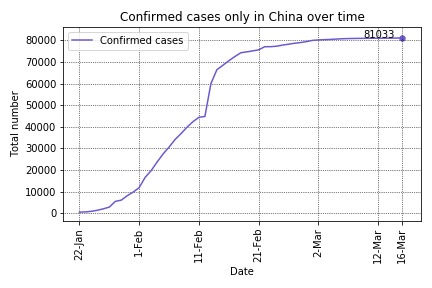 Confirmed cases only in China over time
Confirmed cases
81033
80000
70000
60000
50000
40000
30000
20000
10000
0
Total number
22-Jan
1-Feb
11-Feb
21-Feb
2-Mar
12-Mar
16-Mar
Date